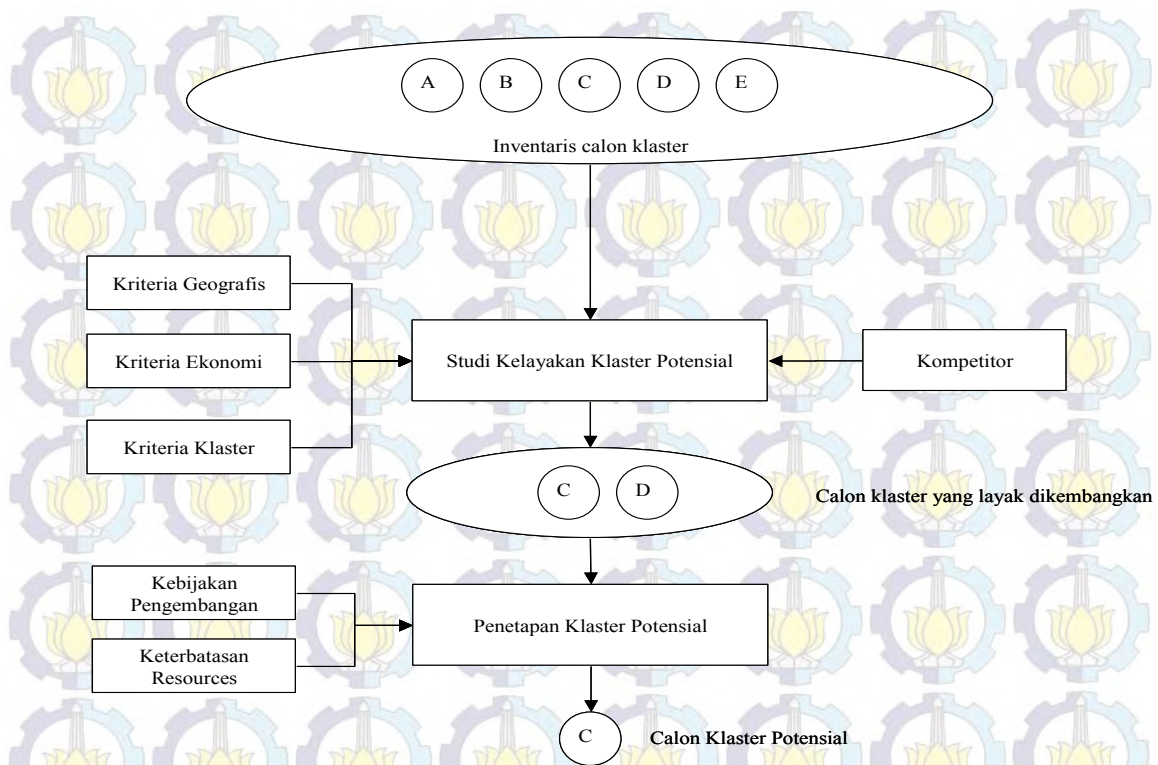 A B C D E
Inventaris calon klaster
Kriteria Geografis
Kriteria Ekonomi
Kriteria Klaster
Studi Kelayakan Klaster Potensial
Kompetitor
C D
Calon klaster yang layak dikembangkan
Kebijakan
Pengembangan
Keterbatasan
Resources
Penetapan Klaster Potensial
C
Calon Klaster Potensial